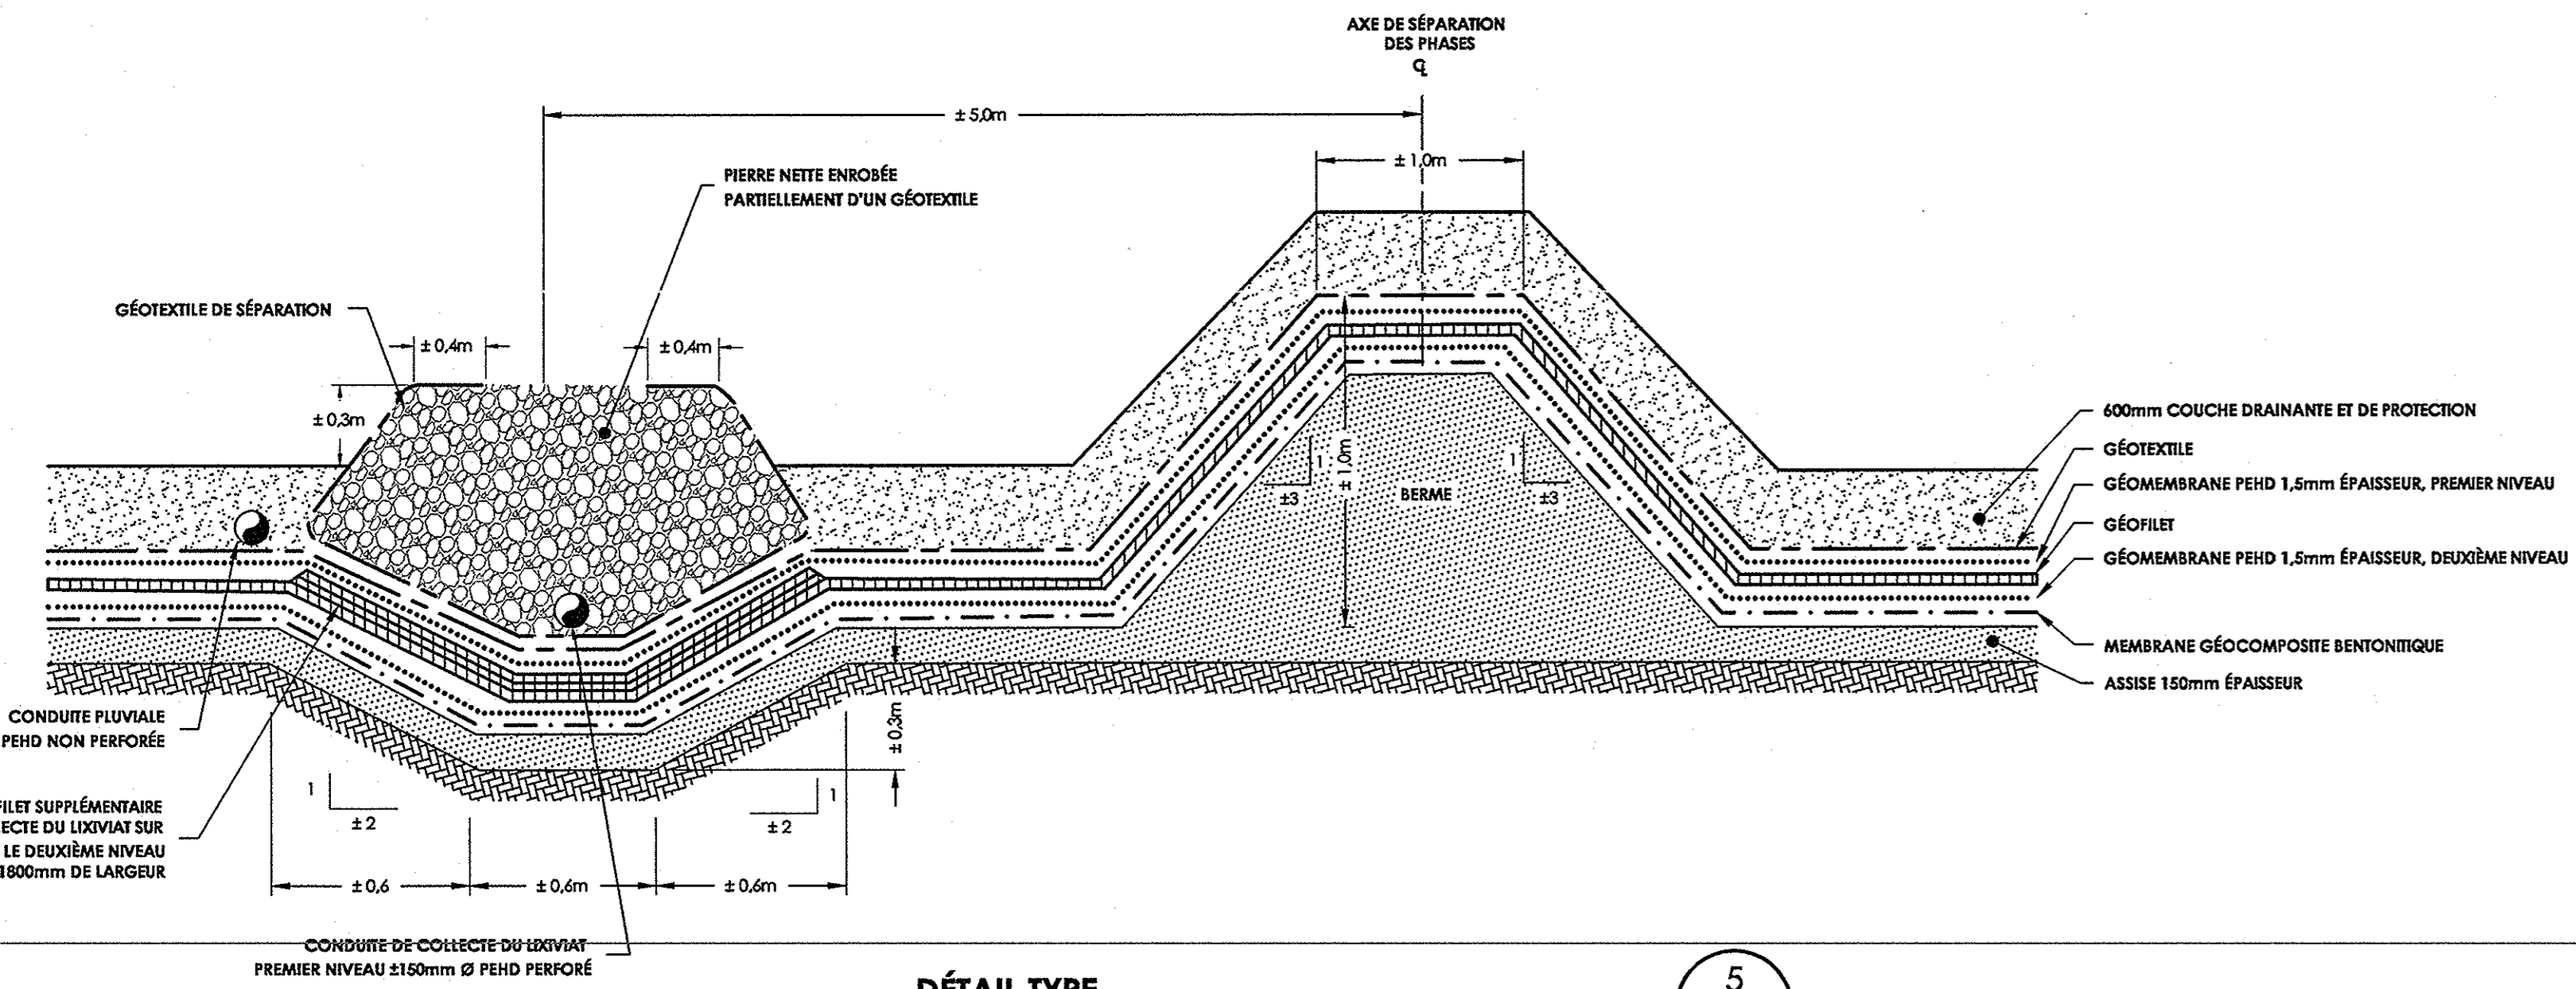 AXE DE SÉPARATION
DES PHASES
℄
± 5,0m
± 1,0m
PIERRE NETTE ENROBÉE
PARTIELLEMENT D'UN GÉOTEXTILE
GÉOTEXTILE DE SÉPARATION
± 0,4m
± 0,4m
± 0,3m
600mm COUCHE DRAINANTE ET DE PROTECTION
GÉOTEXTILE
GÉOMEMBRANE PEHD 1,5mm ÉPAISSEUR, PREMIER NIVEAU
GÉOFILET
GÉOMEMBRANE PEHD 1,5mm ÉPAISSEUR, DEUXIÈME NIVEAU
MEMBRANE GÉOCOMPOSITE BENTONITIQUE
ASSISE 150mm ÉPAISSEUR
1
±3
± 1,0m
BERME
1
±3
CONDUITE PLUVIALE
PEHD NON PERFORÉE
± 0,3m
FILET SUPPLÉMENTAIRE
ECTE DU LIXIVIAT SUR
LE DEUXIÈME NIVEAU
1800mm DE LARGEUR
1
± 2
1
± 2
± 0,6
± 0,6m
± 0,6m
CONDUITE DE COLLECTE DU LIXIVIAT
PREMIER NIVEAU ±150mm Ø PEHD PERFORÉ
DÉTAIL TYPE
5